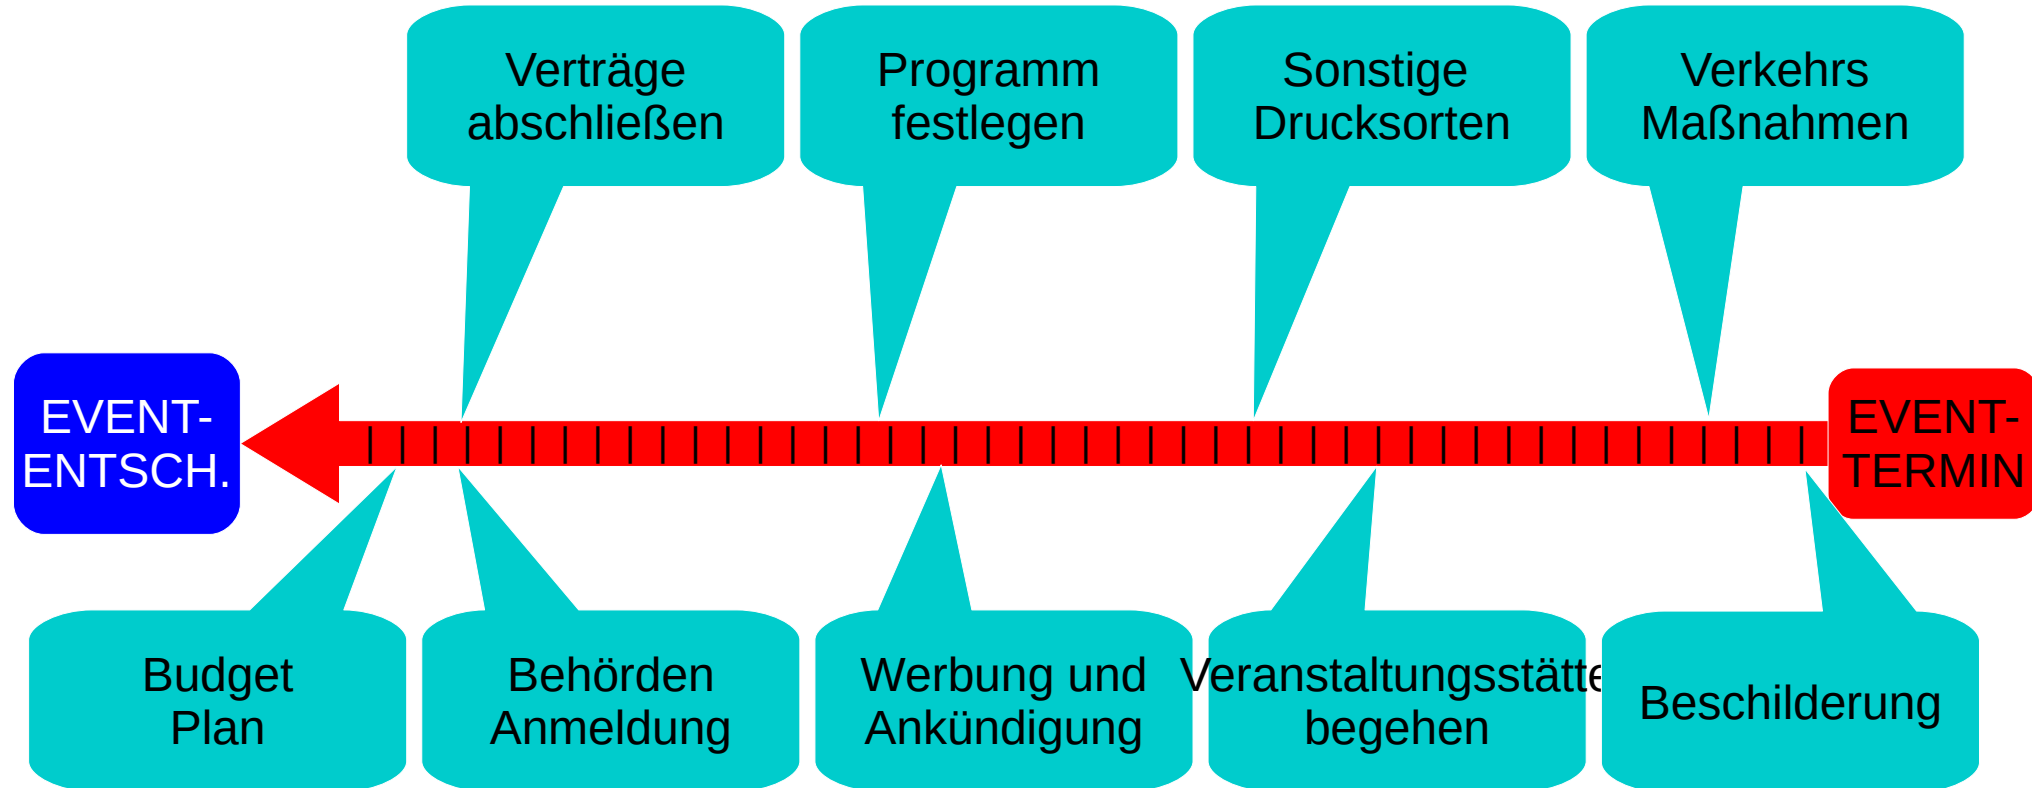 Verträge
abschließen
Programm
festlegen
Sonstige
Drucksorten
Verkehrs
Maßnahmen
EVENT-
ENTSCH.
EVENT-
TERMIN
Budget
Plan
Behörden
Anmeldung
Werbung und
Ankündigung
Veranstaltungsstätte
begehen
Beschilderung